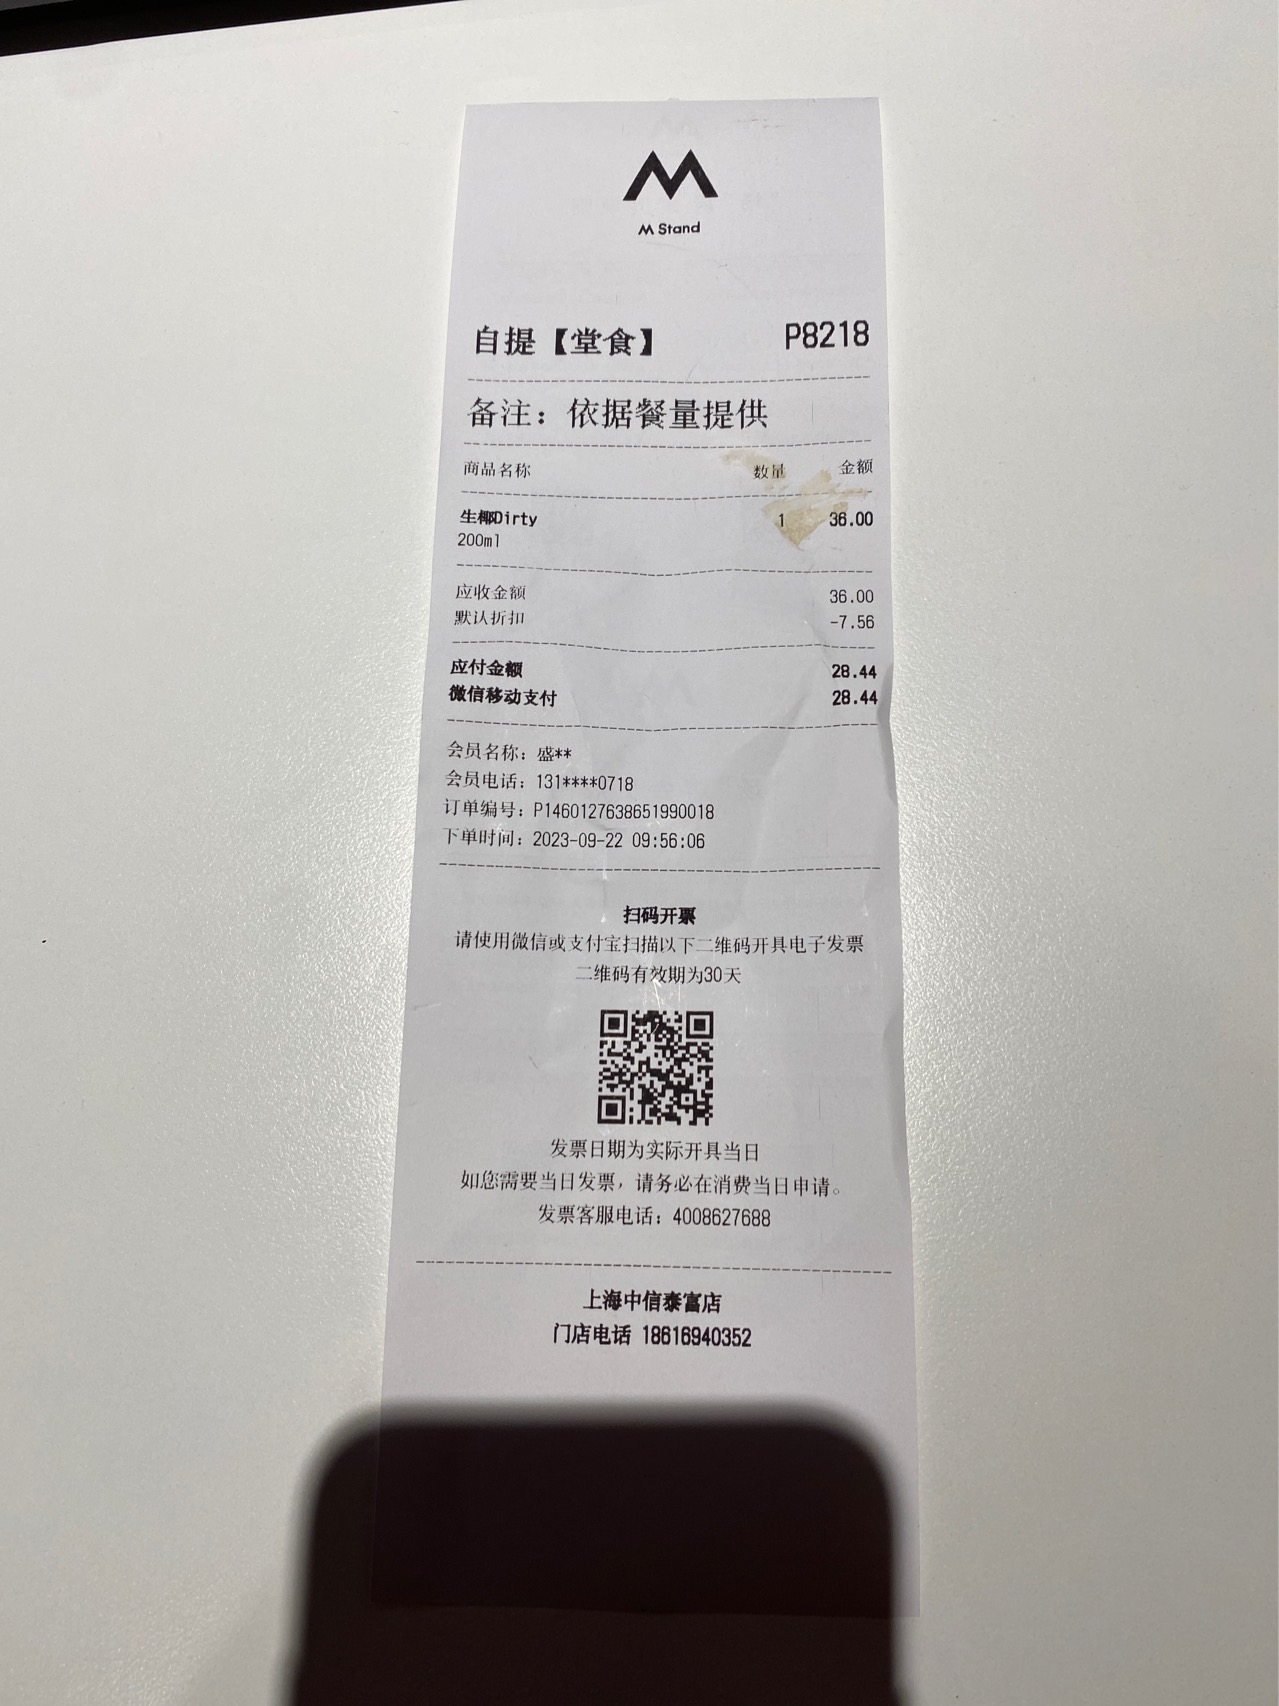 M Stand
自提【堂食】 P8218
备注：依据餐量提供
商品名称 数量 金额
生椰Dirty 1 36.00
200ml
应收金额 36.00
默认折扣 -7.56
应付金额 28.44
微信移动支付 28.44
会员名称：盛**
会员电话：131****0718
订单编号：P1460127638651990018
下单时间：2023-09-22 09:56:06
扫码开票
请使用微信或支付宝扫描以下二维码开具电子发票
二维码有效期为30天
发票日期为实际开具当日
如您需要当日发票，请务必在消费当日申请。
发票客服电话：4008627688
上海中信泰富店
门店电话 18616940352